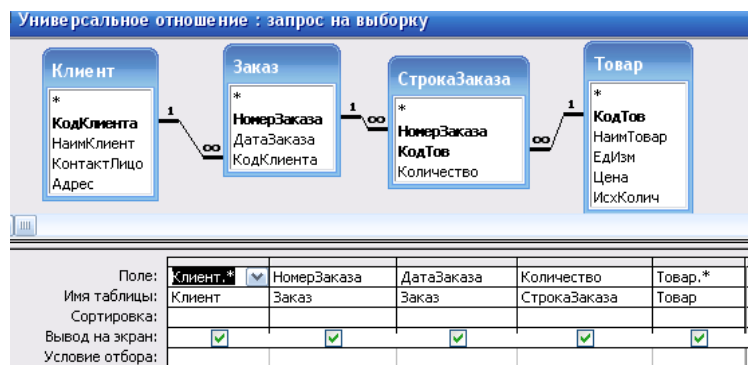 Универсальное отношение : запрос на выборку
Клиент
*
КодКлиента
НаимКлиент
КонтактЛицо
Адрес
1
∞
Заказ
*
НомерЗаказа
ДатаЗаказа
КодКлиента
1
∞
СтрокаЗаказа
*
НомерЗаказа
КодТов
Количество
∞
1
Товар
*
КодТов
НаимТовар
ЕдИзм
Цена
ИсхКолич
Поле: Клиент.* НомерЗаказа ДатаЗаказа Количество Товар.*
Имя таблицы: Клиент Заказ Заказ СтрокаЗаказа Товар
Сортировка:
Вывод на экран:
Условие отбора: